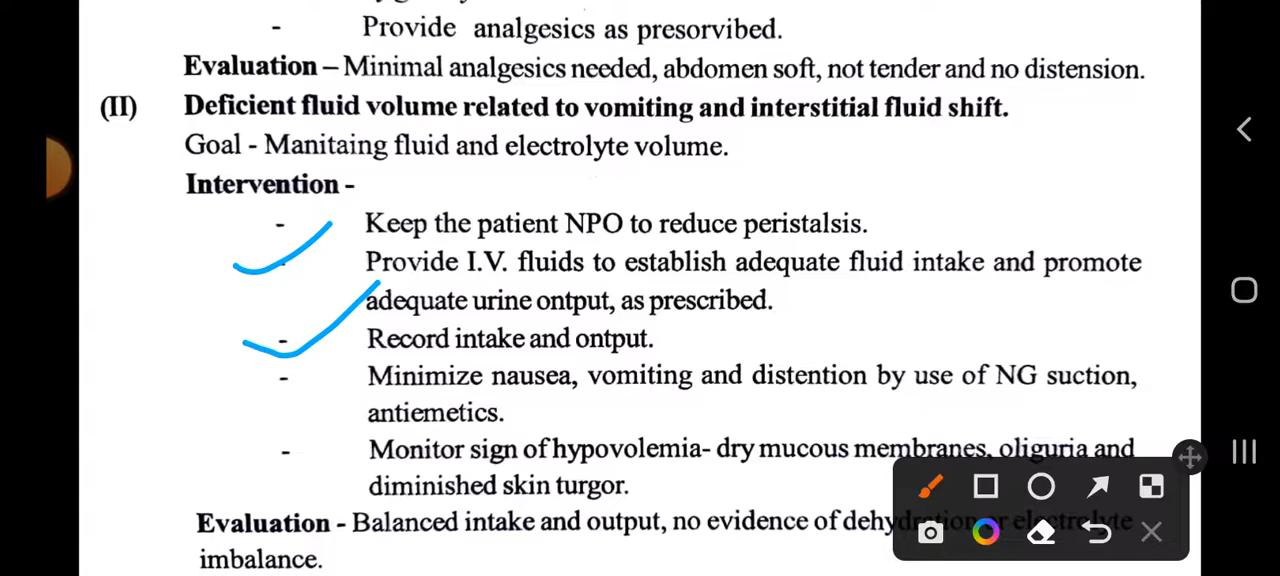 - Provide analgesics as presorvibed.
Evaluation – Minimal analgesics needed, abdomen soft, not tender and no distension.
(II) Deficient fluid volume related to vomiting and interstitial fluid shift.
Goal - Manitaing fluid and electrolyte volume.
Intervention -
- Keep the patient NPO to reduce peristalsis.
- Provide I.V. fluids to establish adequate fluid intake and promote
adequate urine ontput, as prescribed.
- Record intake and ontput.
- Minimize nausea, vomiting and distention by use of NG suction,
antiemetics.
- Monitor sign of hypovolemia- dry mucous membranes, oliguria and
diminished skin turgor.
Evaluation - Balanced intake and output, no evidence of dehydration or electrolyte
imbalance.